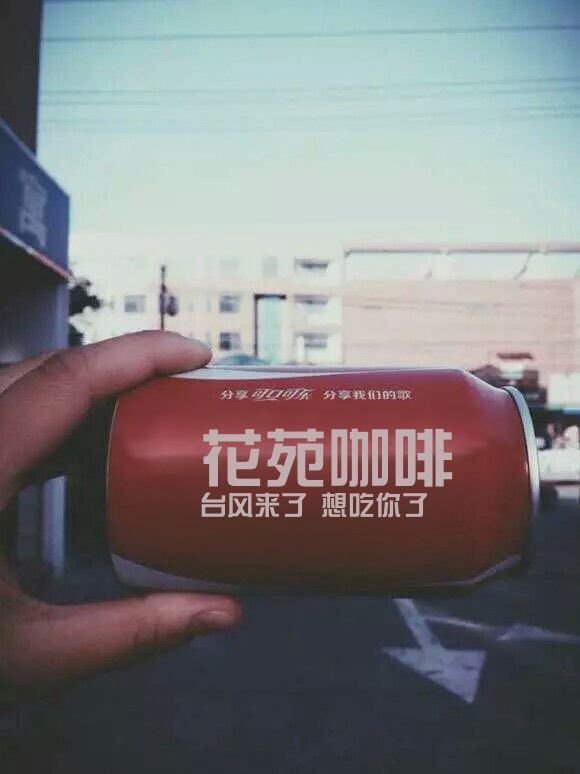 分享 可口可乐 分享我们的歌
花苑咖啡
台风来了 想吃你了